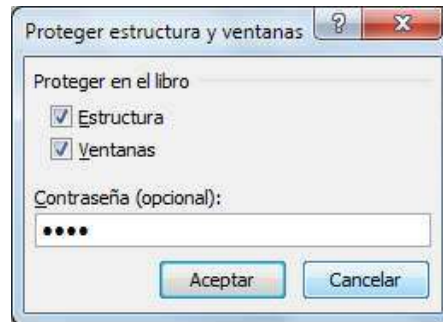 Proteger estructura y ventanas
Proteger en el libro
Estructura
Ventanas
Contraseña (opcional):
••••
Aceptar
Cancelar